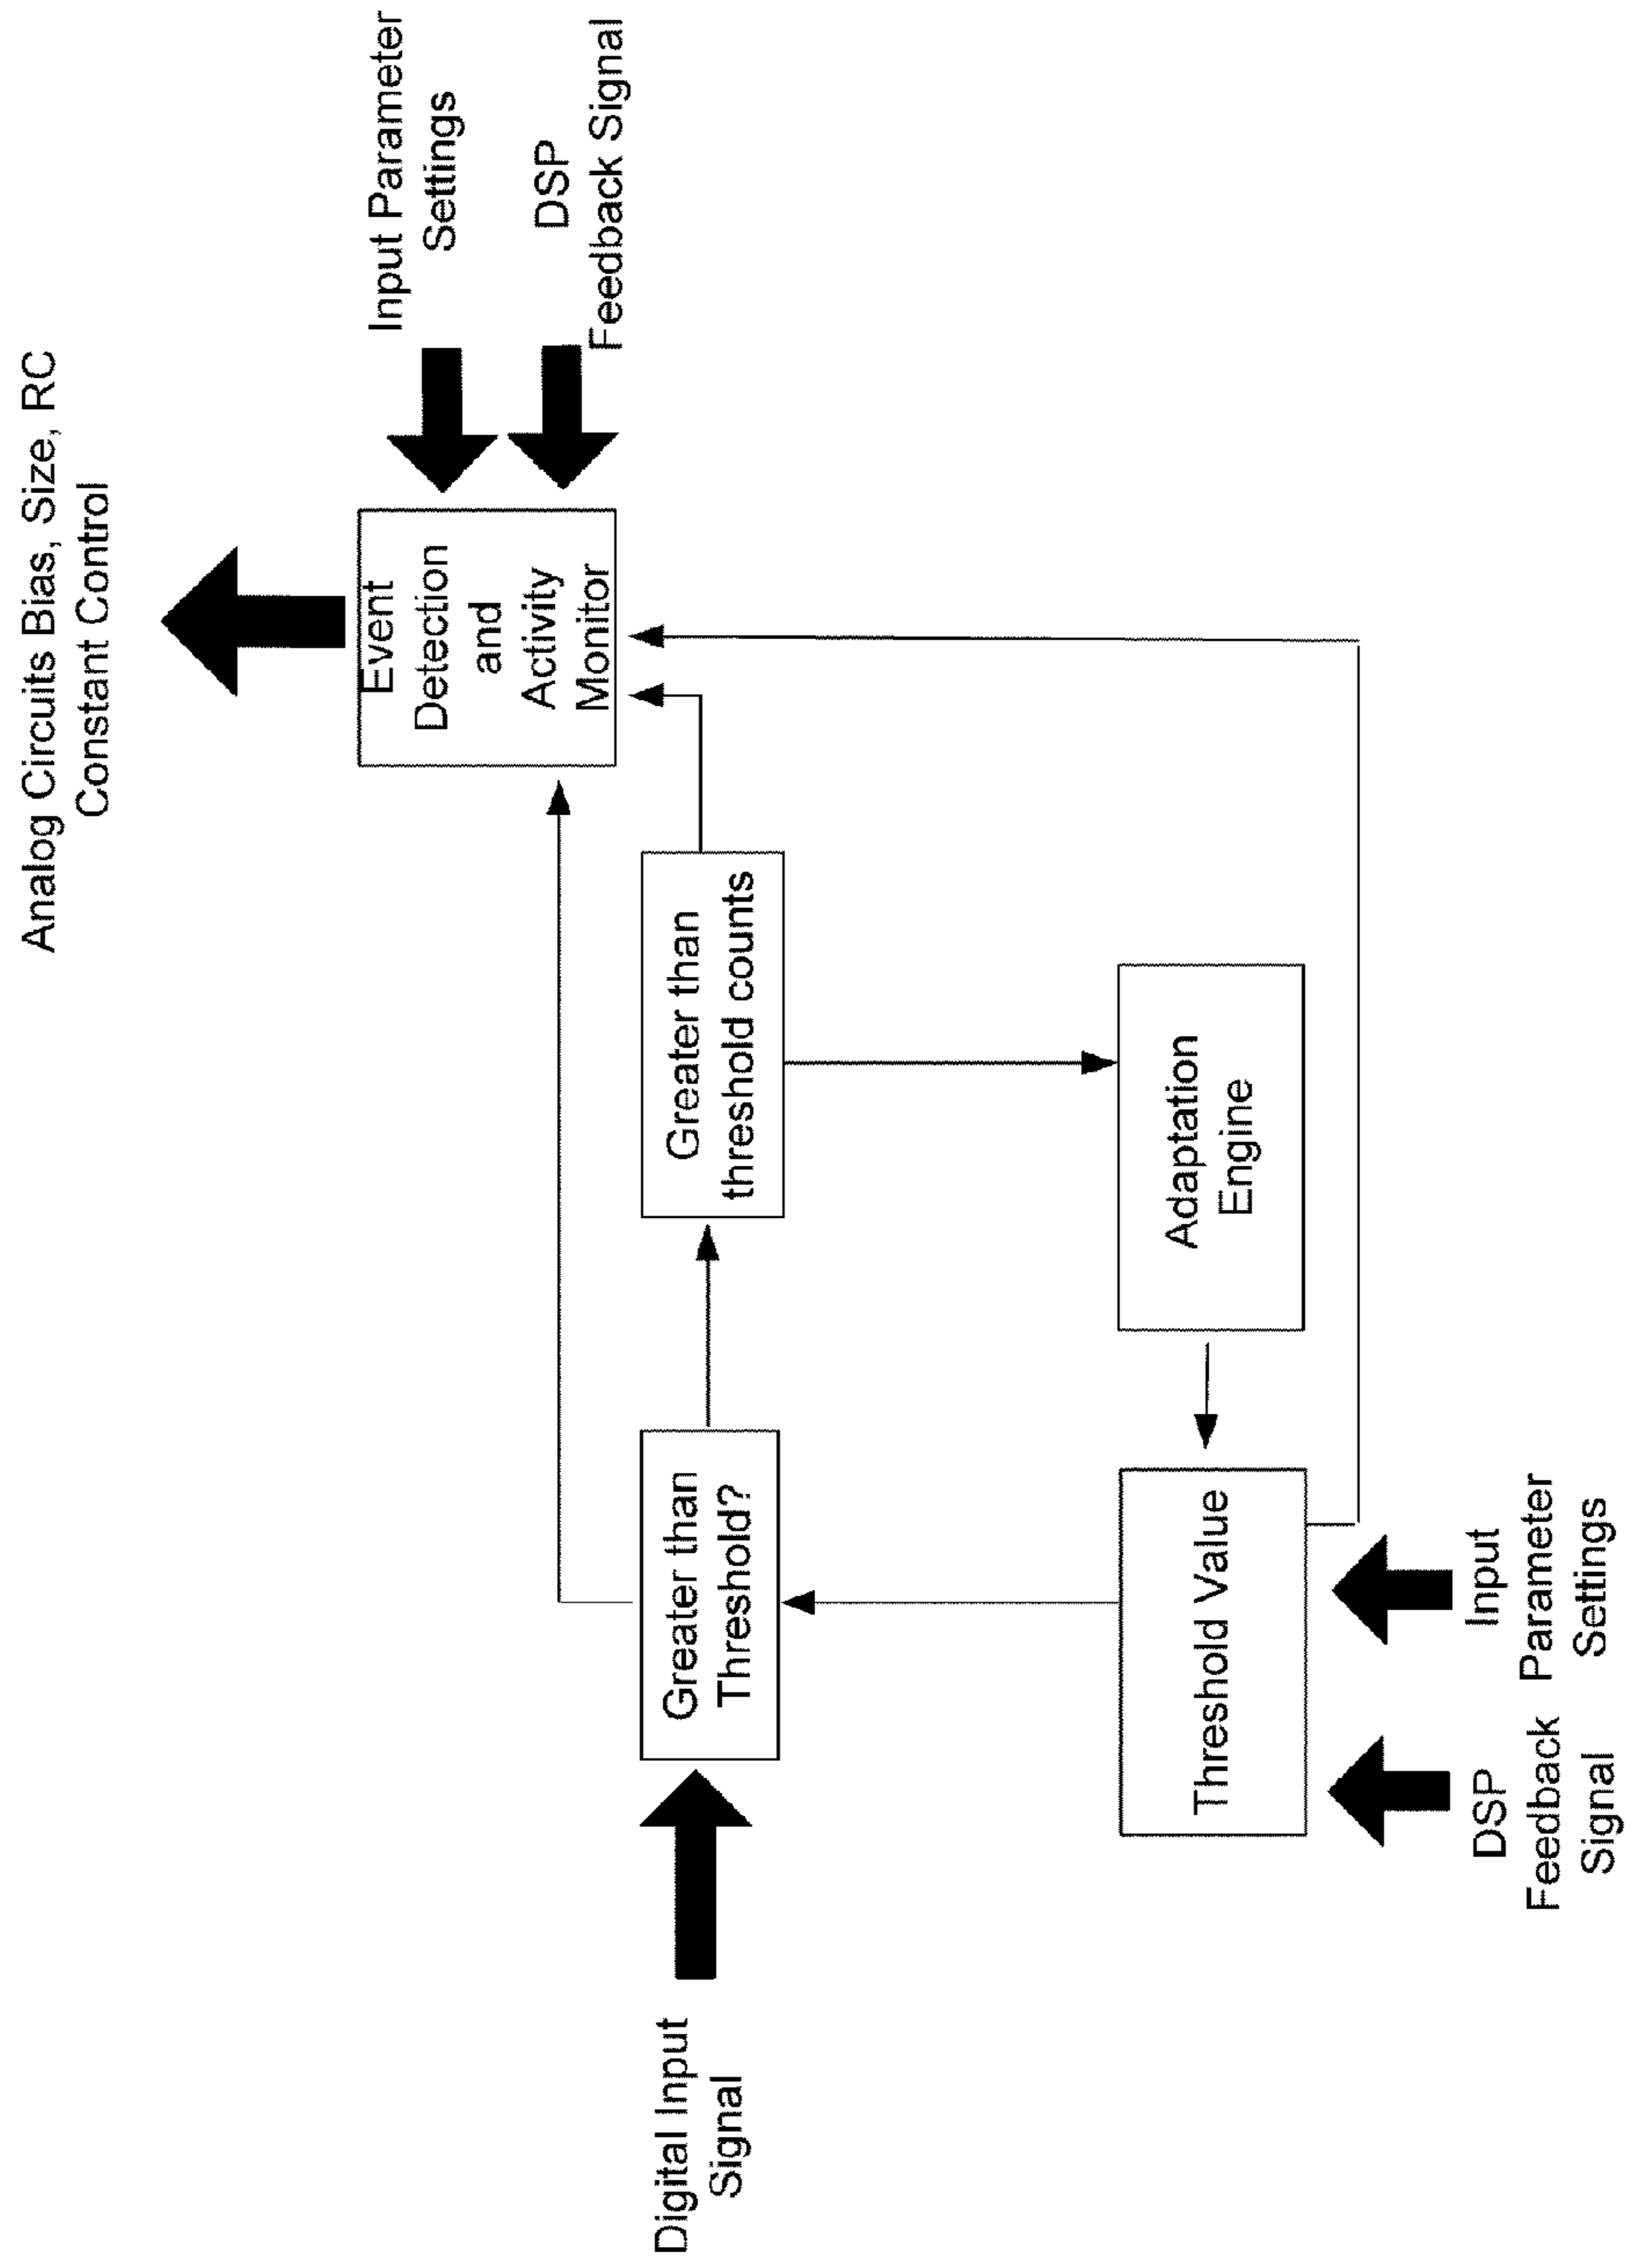 Analog Circuits Bias, Size, RC
Constant Control
Input Parameter
Settings
DSP
Feedback Signal
Event
Detection
and
Activity
Monitor
Greater than
threshold counts
Greater than
Threshold?
Digital Input
Signal
Adaptation
Engine
Threshold Value
Input
Parameter
Settings
DSP
Feedback
Signal